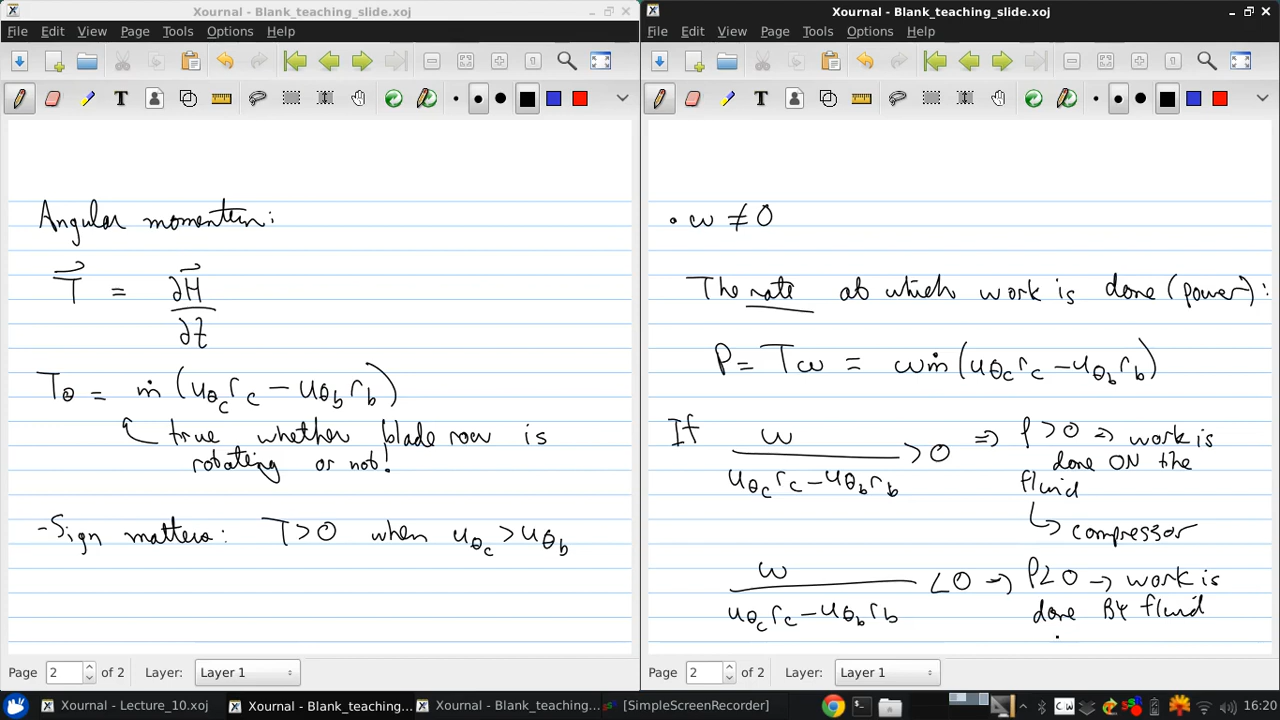 Xournal - Blank_teaching_slide.xoj
File Edit View Page Tools Options Help
Angular momentum:
T⃗ = ∂H⃗/∂t
Tθ = ṁ (uθc rc − uθb rb)
true whether blade row is
rotating or not!
- Sign matters: T > 0 when uθc > uθb
Page 2 of 2 Layer: Layer 1
Xournal - Blank_teaching_slide.xoj
File Edit View Page Tools Options Help
• ω ≠ 0
The rate at which work is done (power):
P = Tω = ωṁ(uθc rc − uθb rb)
If ω/(uθc rc − uθb rb) > 0 ⇒ P > 0 ⇒ work is
done ON the
fluid
↳ compressor
ω/(uθc rc − uθb rb) < 0 ⇒ P < 0 → work is
done BY fluid
Page 2 of 2 Layer: Layer 1
Xournal - Lecture_10.xoj Xournal - Blank_teaching... Xournal - Blank_teaching... [SimpleScreenRecorder] 16:20